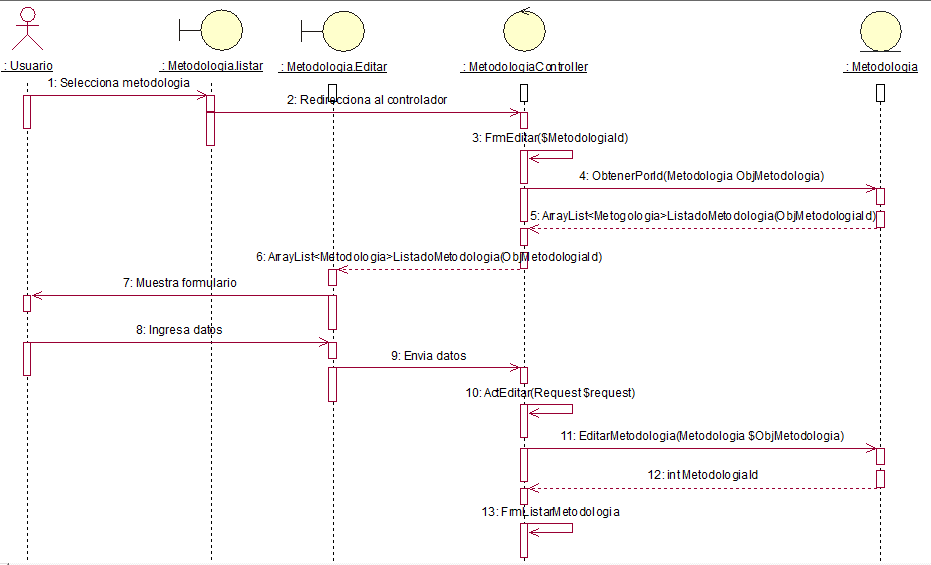 : Usuario
: Metodologia.listar
: Metodologia.Editar
: MetodologiaController
: Metodologia
1: Selecciona metodologia
2: Redirecciona al controlador
3: FrmEditar($MetodologiaId)
4: ObtenerPorId(Metodologia ObjMetodologia)
5: ArrayList<Metogologia>ListadoMetodologia(ObjMetodologiaId)
6: ArrayList<Metodologia>ListadoMetodologia(ObjMetodologiaId)
7: Muestra formulario
8: Ingresa datos
9: Envia datos
10: ActEditar(Request $request)
11: EditarMetodologia(Metodologia $ObjMetodologia)
12: int MetodologiaId
13: FrmListarMetodologia